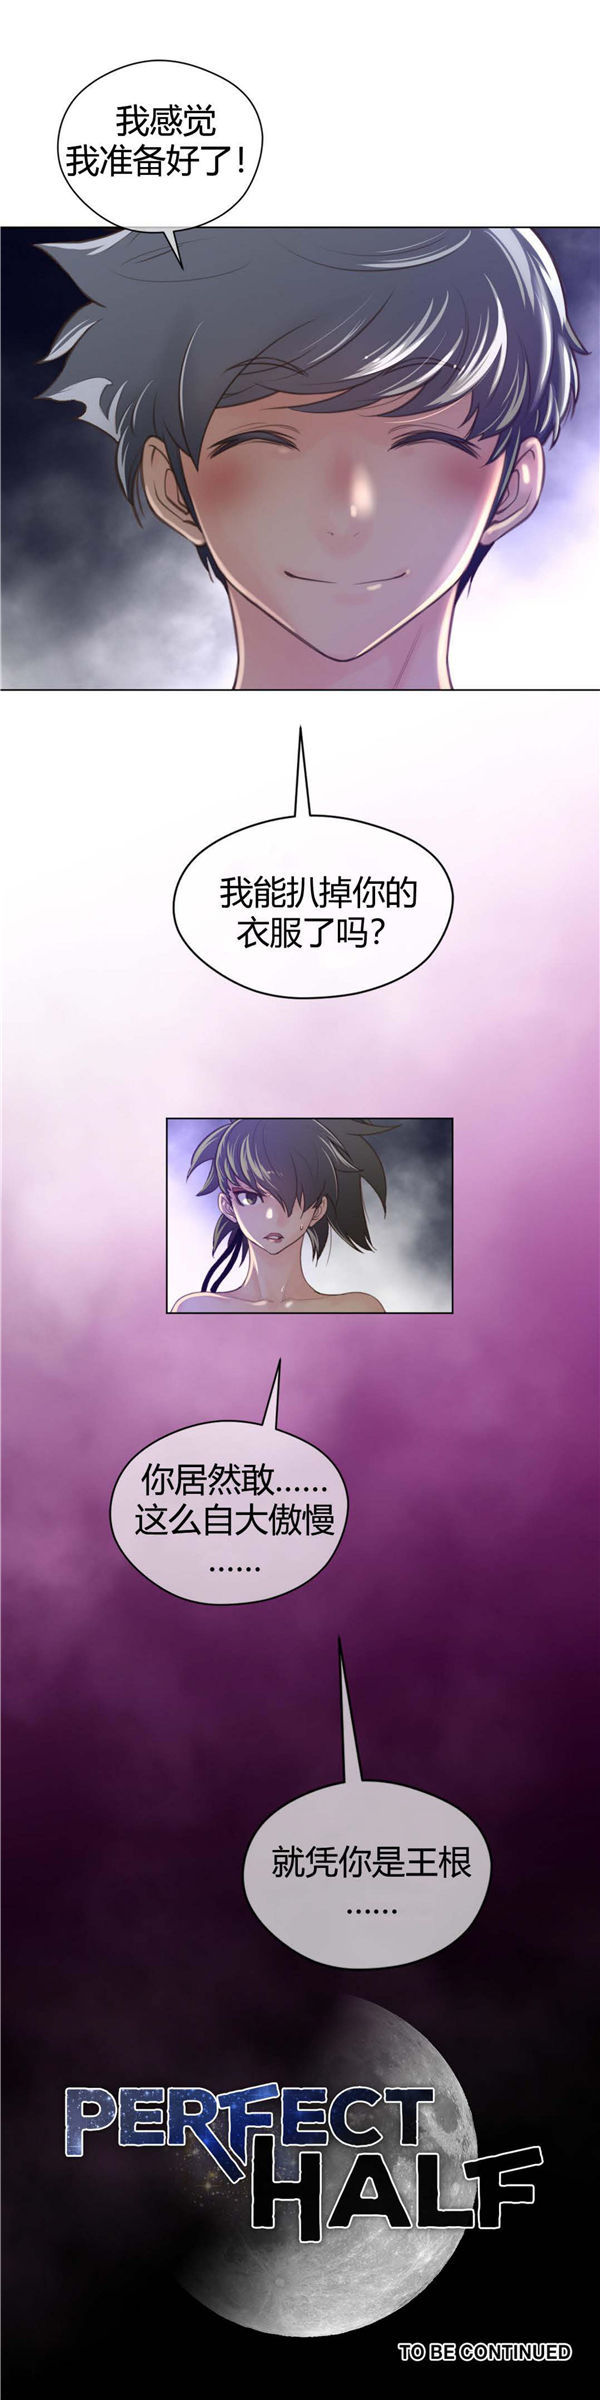 我感觉
我准备好了!
我能扒掉你的
衣服了吗?
你居然敢……
这么自大傲慢
……
就凭你是王根
……
PERFECT
HALF
TO BE CONTINUED